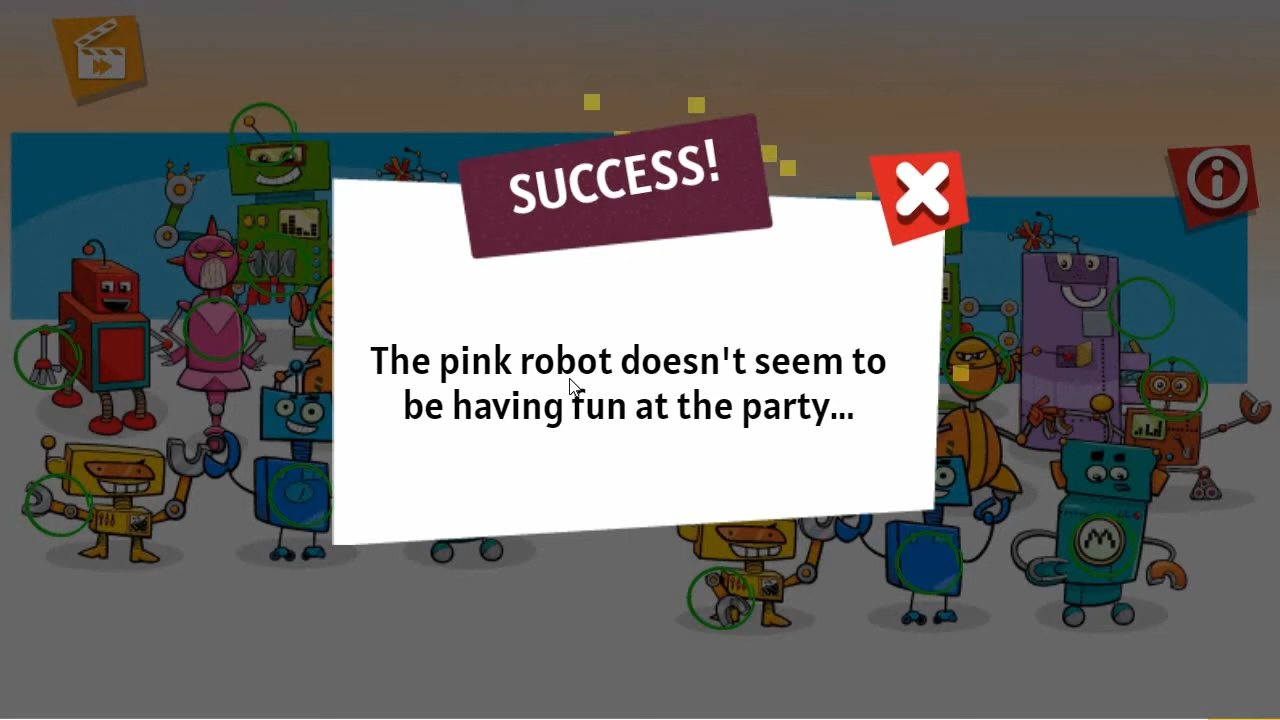 SUCCESS!
The pink robot doesn't seem to
be having fun at the party...
M